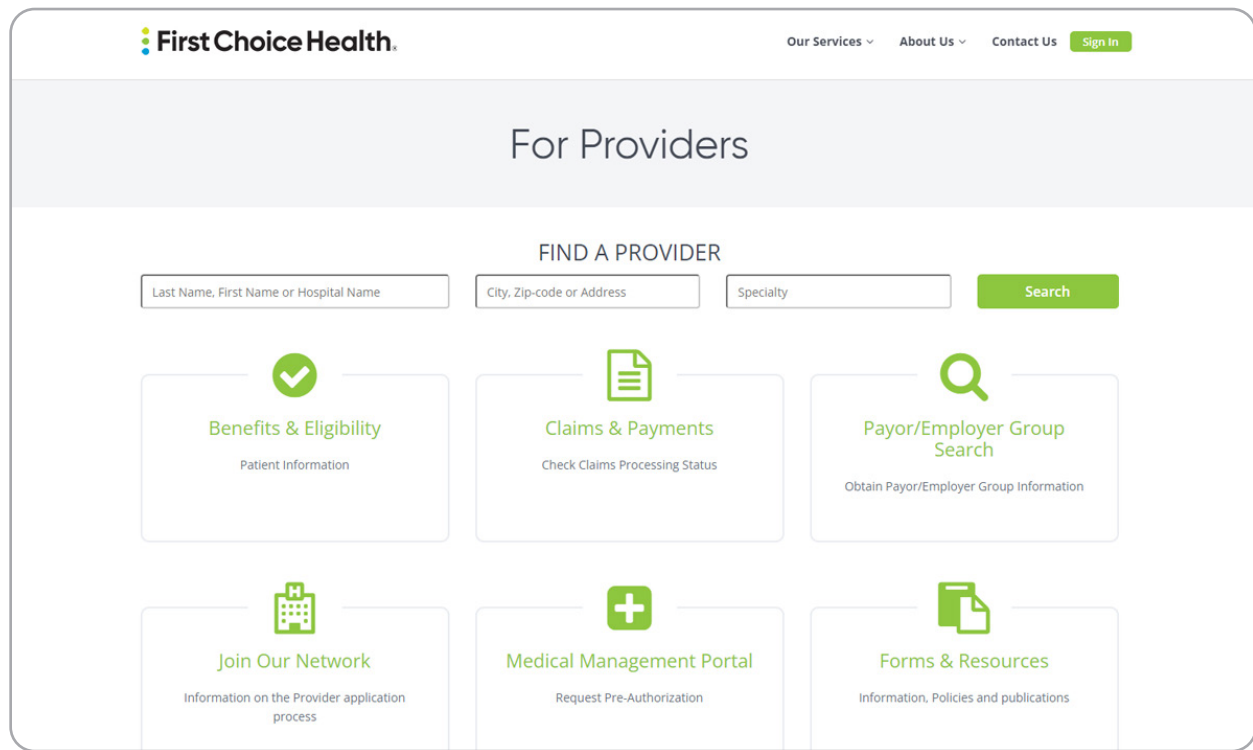 First Choice Health®
Our Services About Us Contact Us Sign In
For Providers
FIND A PROVIDER
Last Name, First Name or Hospital Name City, Zip-code or Address Specialty Search
Benefits & Eligibility
Patient Information
Claims & Payments
Check Claims Processing Status
Payor/Employer Group
Search
Obtain Payor/Employer Group Information
H
Join Our Network
Information on the Provider application
process
Medical Management Portal
Request Pre-Authorization
Forms & Resources
Information, Policies and publications